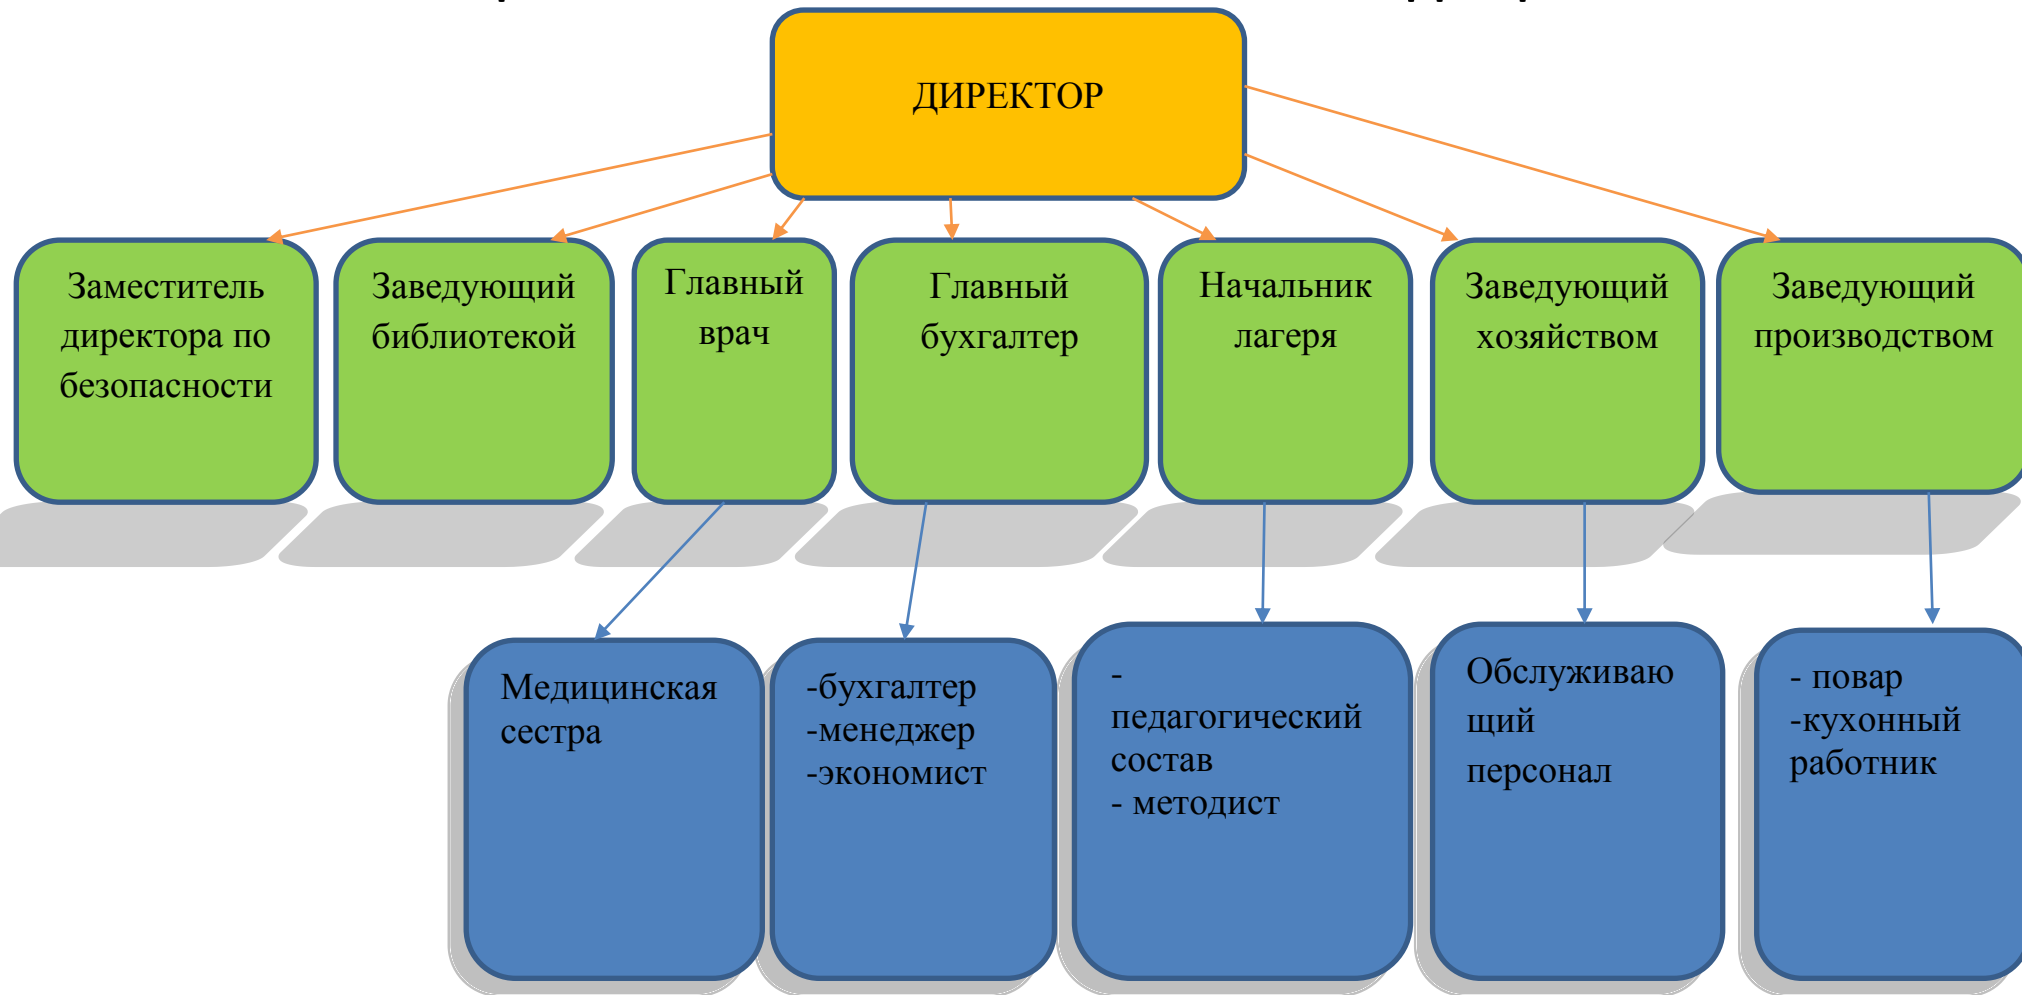 ДИРЕКТОР
Заместитель
директора по
безопасности
Заведующий
библиотекой
Главный
врач
Главный
бухгалтер
Начальник
лагеря
Заведующий
хозяйством
Заведующий
производством
Медицинская
сестра
-бухгалтер
-менеджер
-экономист
-
педагогический
состав
- методист
Обслуживаю
щий
персонал
- повар
-кухонный
работник